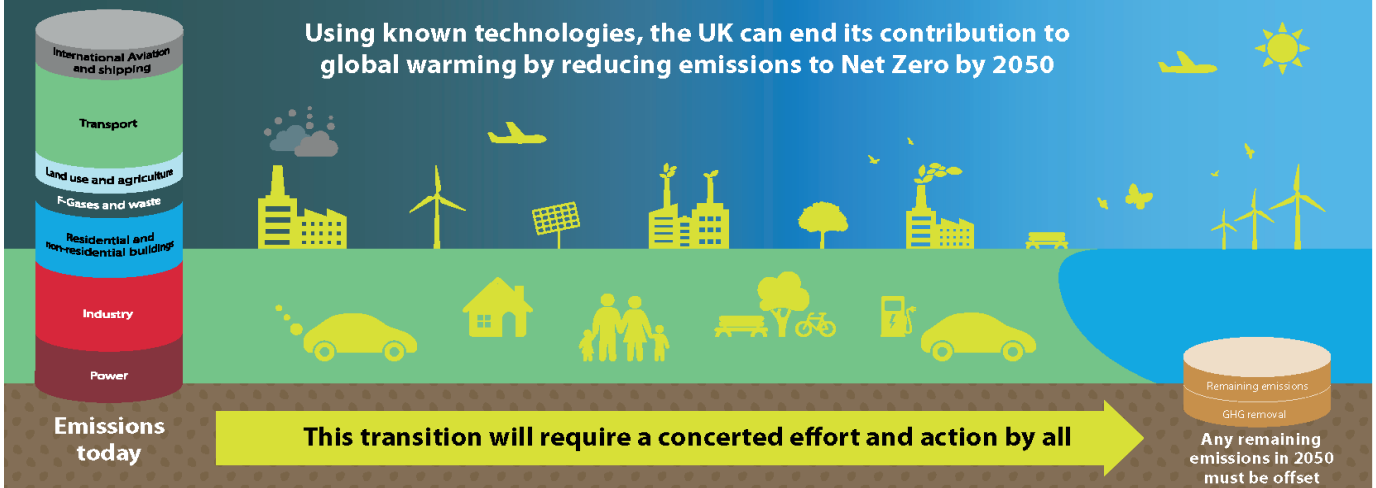 Using known technologies, the UK can end its contribution to
global warming by reducing emissions to Net Zero by 2050
International Aviation
and shipping
Transport
Land use and agriculture
F-Gases and waste
Residential and
non-residential buildings
Industry
Power
Emissions
today
This transition will require a concerted effort and action by all
Remaining emissions
GHG removal
Any remaining
emissions in 2050
must be offset